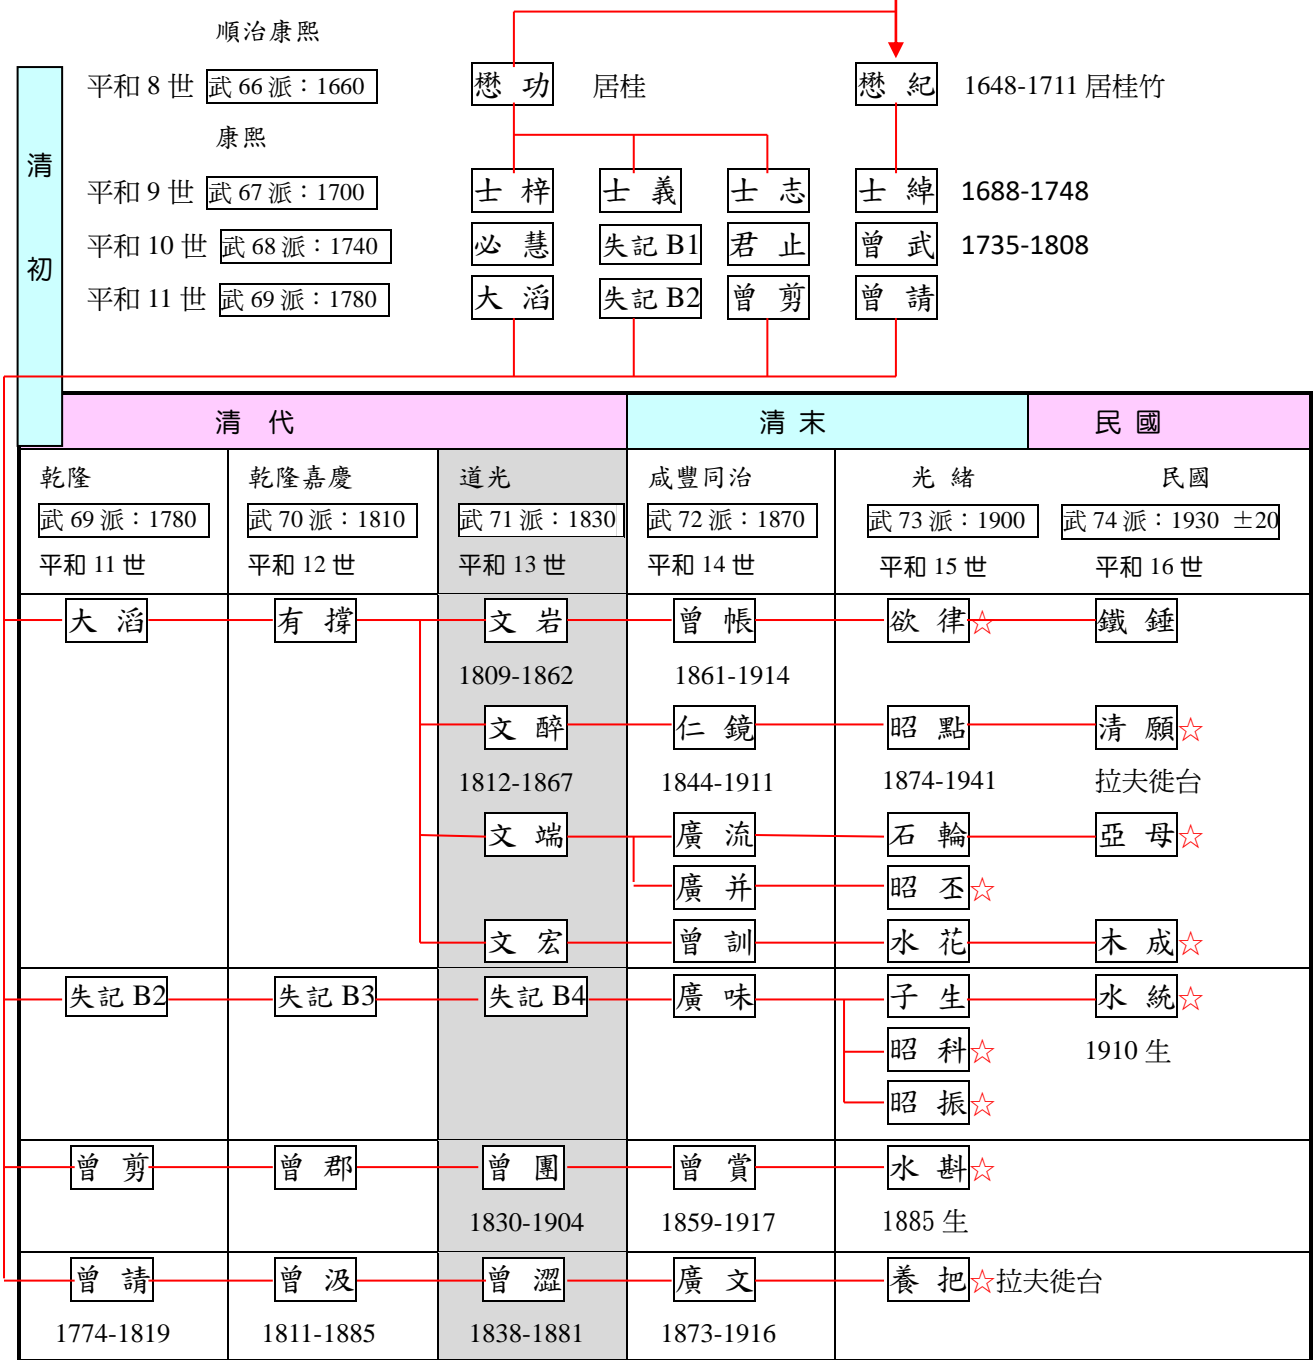 順治康熙
平和 8 世 武 66 派：1660 懋 功 居桂 懋 紀 1648-1711 居桂竹
康熙
清初
平和 9 世 武 67 派：1700 士 梓 士 義 士 志 士 綽 1688-1748
平和 10 世 武 68 派：1740 必 慧 失記 B1 君 止 曾 武 1735-1808
平和 11 世 武 69 派：1780 大 滔 失記 B2 曾 剪 曾 請
清 代 清 末 民 國
乾隆 乾隆嘉慶 道光 咸豐同治 光 緒 民國
武 69 派：1780 武 70 派：1810 武 71 派：1830 武 72 派：1870 武 73 派：1900 武 74 派：1930 ±20
平和 11 世 平和 12 世 平和 13 世 平和 14 世 平和 15 世 平和 16 世
大 滔 有 撐 文 岩 曾 帳 欲 律☆ 鐵 錘
1809-1862 1861-1914
文 醉 仁 鏡 昭 點 清 願☆
1812-1867 1844-1911 1874-1941 拉夫徙台
文 端 廣 流 石 輪 亞 母☆
廣 并 昭 丕☆
文 宏 曾 訓 水 花 木 成☆
失記 B2 失記 B3 失記 B4 廣 味 子 生 水 統☆
昭 科☆ 1910 生
昭 振☆
曾 剪 曾 郡 曾 團 曾 賞 水 斟☆
1830-1904 1859-1917 1885 生
曾 請 曾 汲 曾 澀 廣 文 養 把☆拉夫徙台
1774-1819 1811-1885 1838-1881 1873-1916